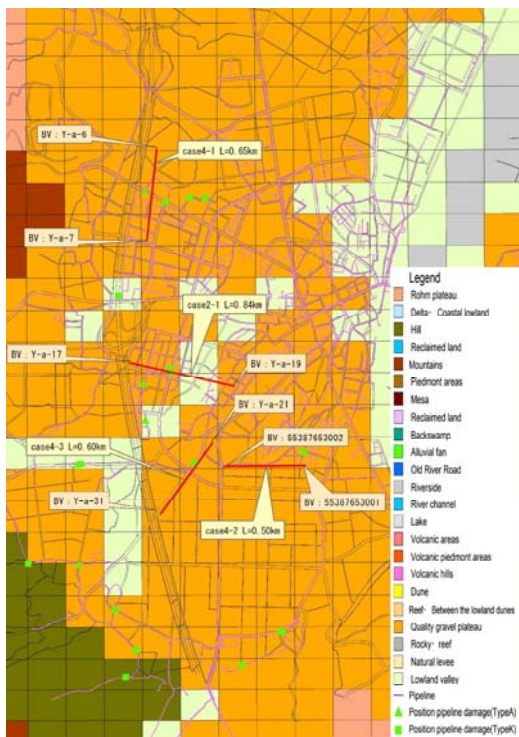 BV : Y-a-6
case4-1 L=0.65km
BV : Y-a-7
case2-1 L=0.84km
BV : Y-a-17
BV : Y-a-19
BV : Y-a-21
BV : 55387653002
case4-3 L=0.60km
BV : Y-a-31
BV : 55387653001
case4-2 L=0.50km
Legend
Rohm plateau
Delta· Coastal lowland
Hill
Reclaimed land
Mountains
Piedmont areas
Mesa
Reclaimed land
Backswamp
Alluvial fan
Old River Road
Riverside
River channel
Lake
Volcanic areas
Volcanic piedmont areas
Volcanic hills
Dune
Reef· Between the lowland dunes
Quality gravel plateau
Rocky· reef
Natural levee
Lowland valley
Pipeline
Position pipeline damage(TypeA)
Position pipeline damage(TypeK)